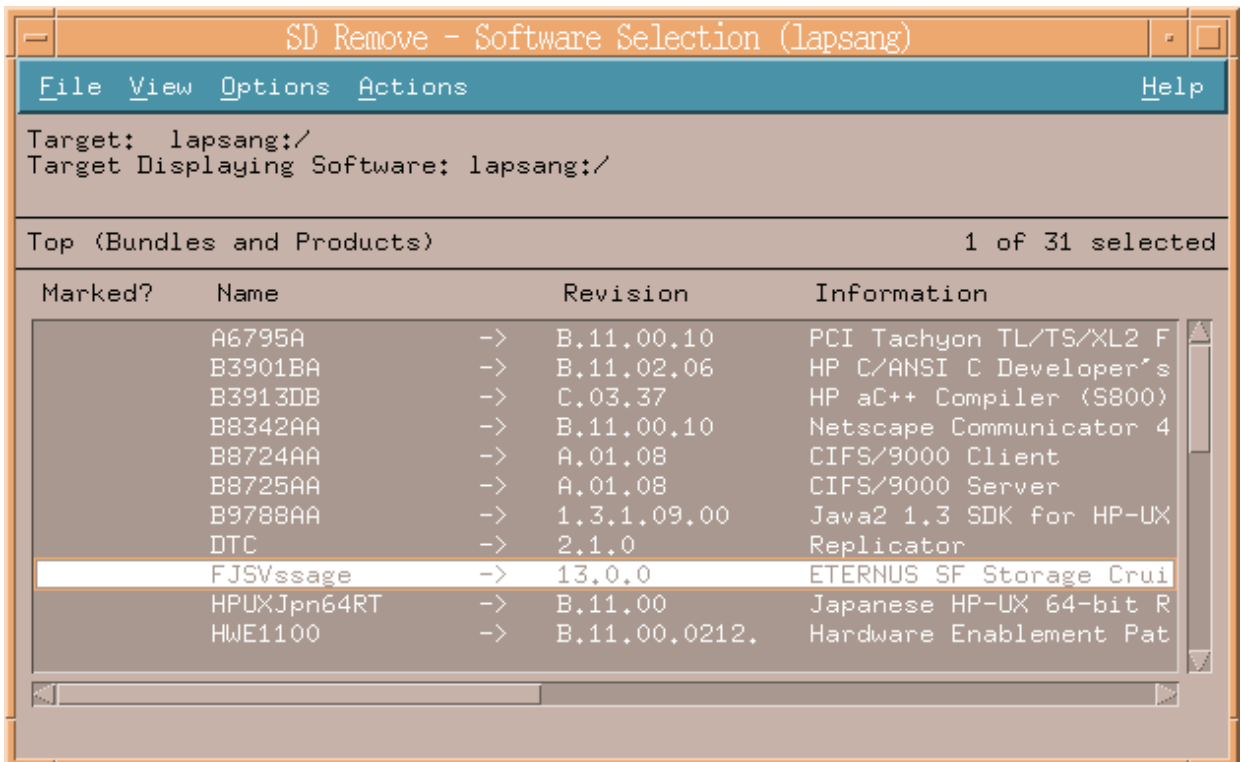 SD Remove - Software Selection (lapsang)
File View Options Actions Help
Target: lapsang:/
Target Displaying Software: lapsang:/
Top (Bundles and Products) 1 of 31 selected
Marked? Name Revision Information
A6795A -> B.11.00.10 PCI Tachyon TL/TS/XL2 F
B3901BA -> B.11.02.06 HP C/ANSI C Developer's
B3913DB -> C.03.37 HP aC++ Compiler (S800)
B8342AA -> B.11.00.10 Netscape Communicator 4
B8724AA -> A.01.08 CIFS/9000 Client
B8725AA -> A.01.08 CIFS/9000 Server
B9788AA -> 1.3.1.09.00 Java2 1.3 SDK for HP-UX
DTC -> 2.1.0 Replicator
FJSVssage -> 13.0.0 ETERNUS SF Storage Crui
HPUXJpn64RT -> B.11.00 Japanese HP-UX 64-bit R
HWE1100 -> B.11.00.0212. Hardware Enablement Pat